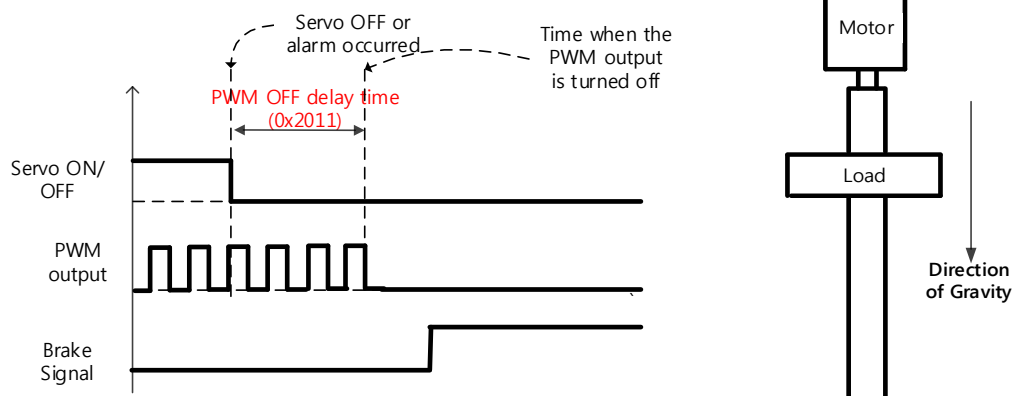 Servo OFF or
alarm occurred
Time when the
PWM output
is turned off
PWM OFF delay time
(0x2011)
Servo ON/
OFF
PWM
output
Brake
Signal
Motor
Load
Direction
of Gravity